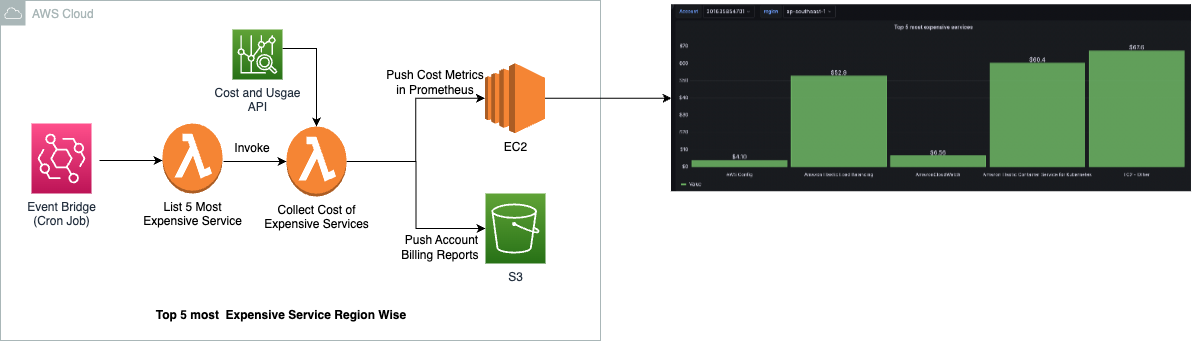 AWS Cloud
Cost and Usgae
API
Push Cost Metrics
in Prometheus
EC2
Invoke
Event Bridge
(Cron Job)
List 5 Most
Expensive Service
Collect Cost of
Expensive Services
Push Account
Billing Reports
S3
Top 5 most Expensive Service Region Wise
Account
region ap-southeast-1
Top 5 most expensive services
$70
$60
$50
$40
$30
$20
$10
$0
$4.10
$52.9
$6.56
$60.4
$67.6
AWS Config
Amazon Elastic Load Balancing
AmazonCloudWatch
Amazon Elastic Container Service for Kubernetes
EC2 - Other